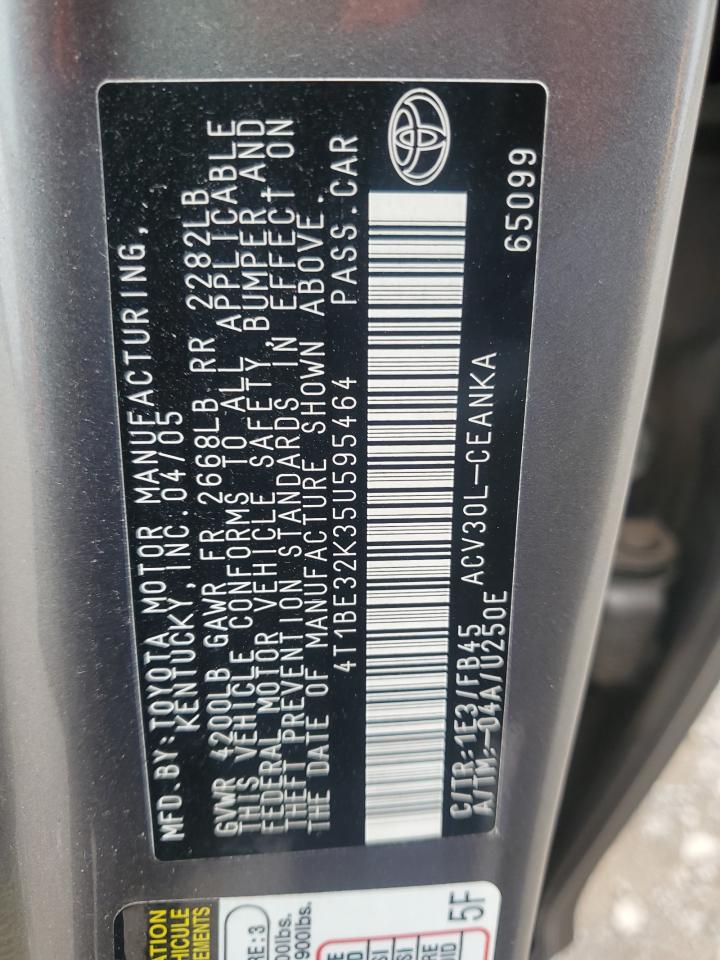 MFD.BY:TOYOTA MOTOR MANUFACTURING,
KENTUCKY, INC. 04/05
GVWR 4200LB GAWR FR 2668LB RR 2282LB
THIS VEHICLE CONFORMS TO ALL APPLICABLE
FEDERAL MOTOR VEHICLE SAFETY, BUMPER, AND
THEFT PREVENTION STANDARDS IN EFFECT ON
THE DATE OF MANUFACTURE SHOWN ABOVE.
4T1BE32K35U595464 PASS.CAR
C/TR:1E3/FB45 ACV30L-CEANKA
A/TM:-04A/U250E 65099
5F